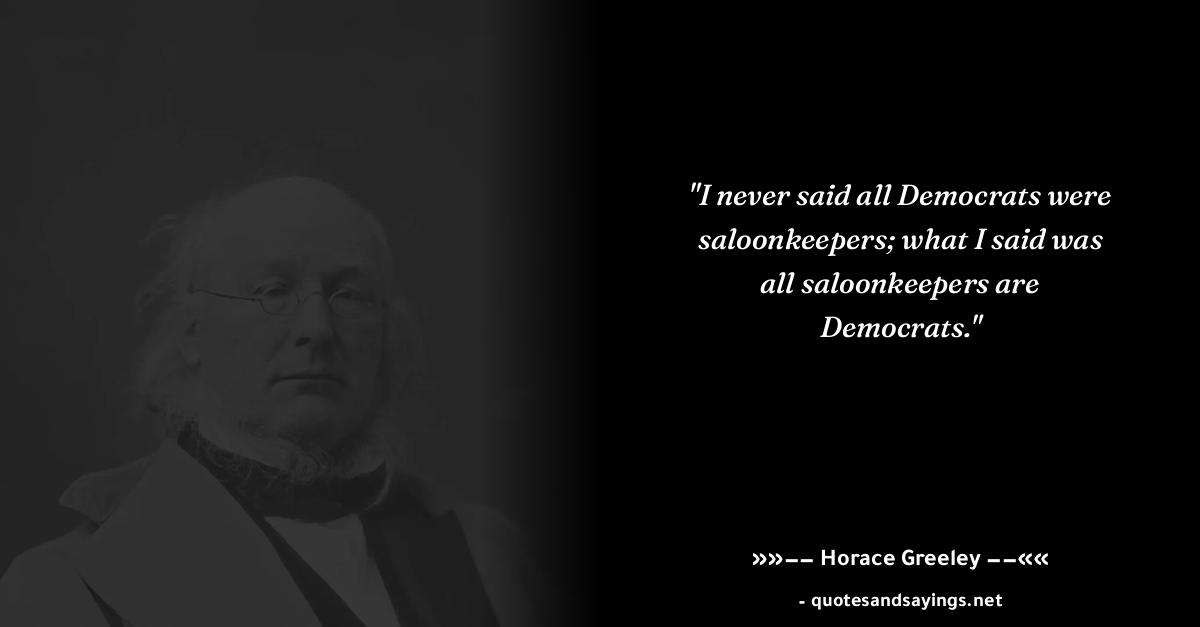 "I never said all Democrats were
saloonkeepers; what I said was
all saloonkeepers are
Democrats."
»»−− Horace Greeley −−««
- quotesandsayings.net